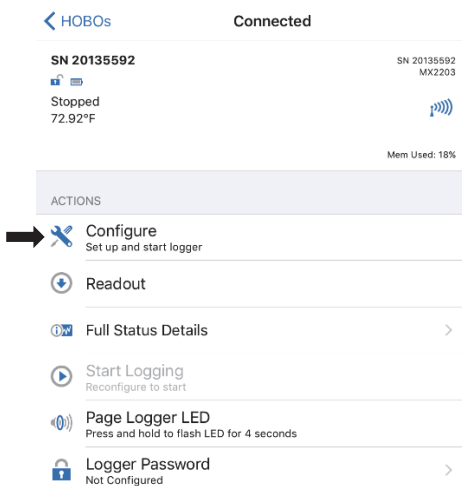 HOBOs
Connected
SN 20135592
SN 20135592
MX2203
Stopped
72.92°F
Mem Used: 18%
ACTIONS
Configure
Set up and start logger
Readout
Full Status Details
Start Logging
Reconfigure to start
Page Logger LED
Press and hold to flash LED for 4 seconds
Logger Password
Not Configured